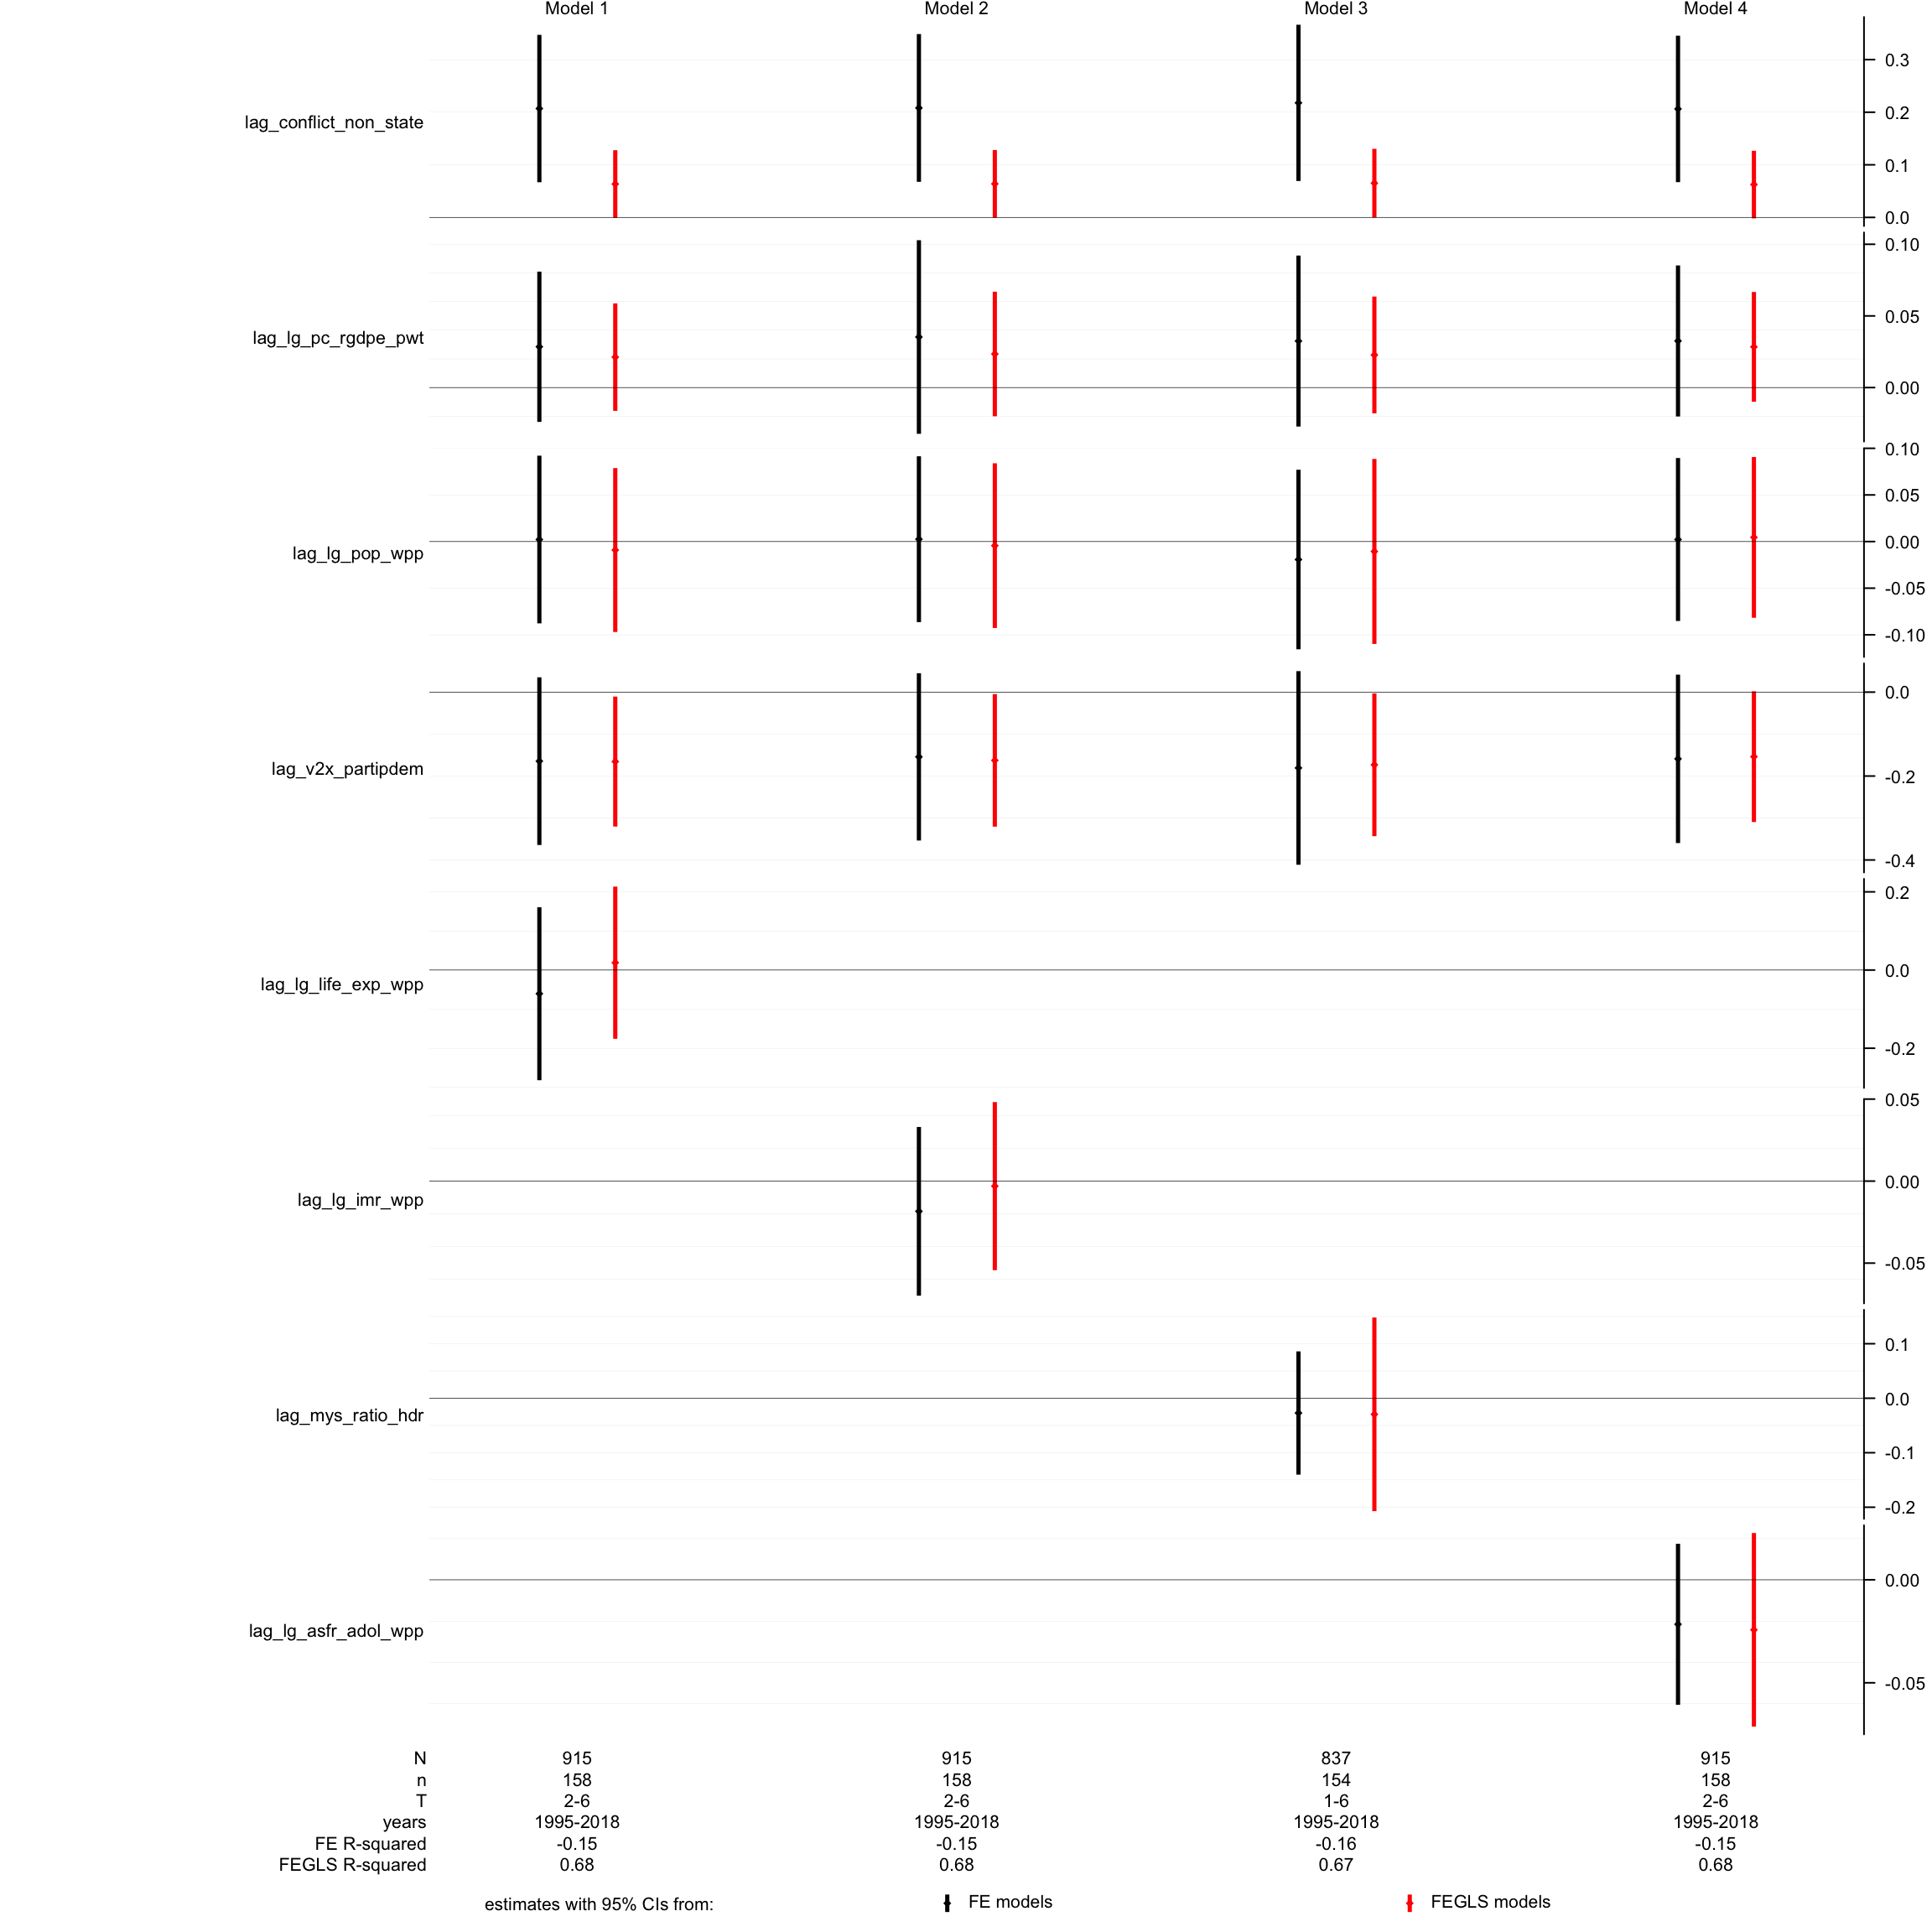 Model 1 Model 2 Model 3 Model 4
lag_conflict_non_state
0.3
0.2
0.1
0.0
lag_lg_pc_rgdpe_pwt
0.10
0.05
0.00
lag_lg_pop_wpp
0.10
0.05
0.00
-0.05
-0.10
lag_v2x_partipdem
0.0
-0.2
-0.4
lag_lg_life_exp_wpp
0.2
0.0
-0.2
lag_lg_imr_wpp
0.05
0.00
-0.05
lag_mys_ratio_hdr
0.1
0.0
-0.1
-0.2
lag_lg_asfr_adol_wpp
0.00
-0.05
N 915 915 837 915
n 158 158 154 158
T 2-6 2-6 1-6 2-6
years 1995-2018 1995-2018 1995-2018 1995-2018
FE R-squared -0.15 -0.15 -0.16 -0.15
FEGLS R-squared 0.68 0.68 0.67 0.68
estimates with 95% CIs from: FE models FEGLS models